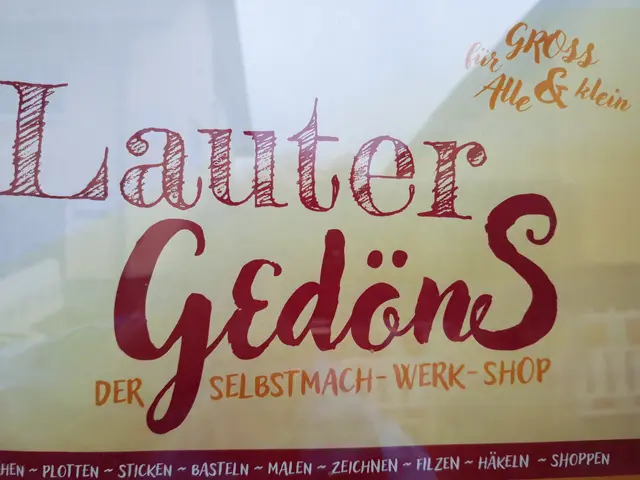 für GROSS
Alle & klein
Lauter
GEdönS
DER SELBSTMACH-WERK-SHOP
~ PLOTTEN ~ STICKEN ~ BASTELN ~ MALEN ~ ZEICHNEN ~ FILZEN ~ HÄKELN ~ SHOPPEN